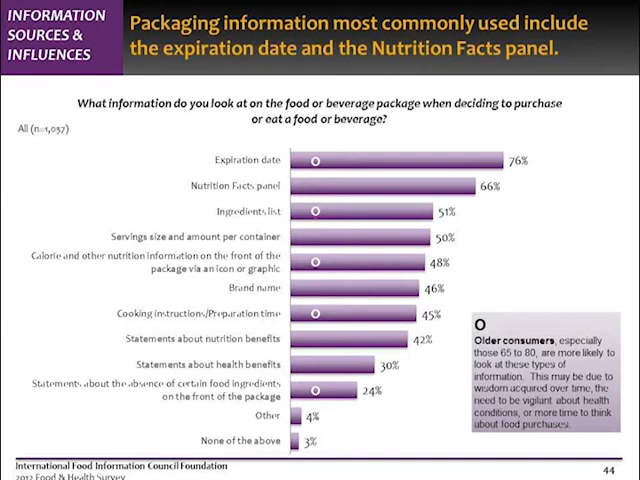 INFORMATION
SOURCES &
INFLUENCES
Packaging information most commonly used include
the expiration date and the Nutrition Facts panel.
What information do you look at on the food or beverage package when deciding to purchase
or eat a food or beverage?
All (n=1,057)
Expiration date O 76%
Nutrition Facts panel 66%
Ingredients list O 51%
Servings size and amount per container 50%
Calorie and other nutrition information on the front of the
package via an icon or graphic O 48%
Brand name 46%
Cooking instructions/Preparation time O 45%
Statements about nutrition benefits 42%
Statements about health benefits 30%
Statements about the absence of certain food ingredients
on the front of the package O 24%
Other 4%
None of the above 3%
O
Older consumers, especially
those 65 to 80, are more likely to
look at these types of
information. This may be due to
wisdom acquired over time, the
need to be vigilant about health
conditions, or more time to think
about food purchases.
International Food Information Council Foundation
2012 Food & Health Survey
44